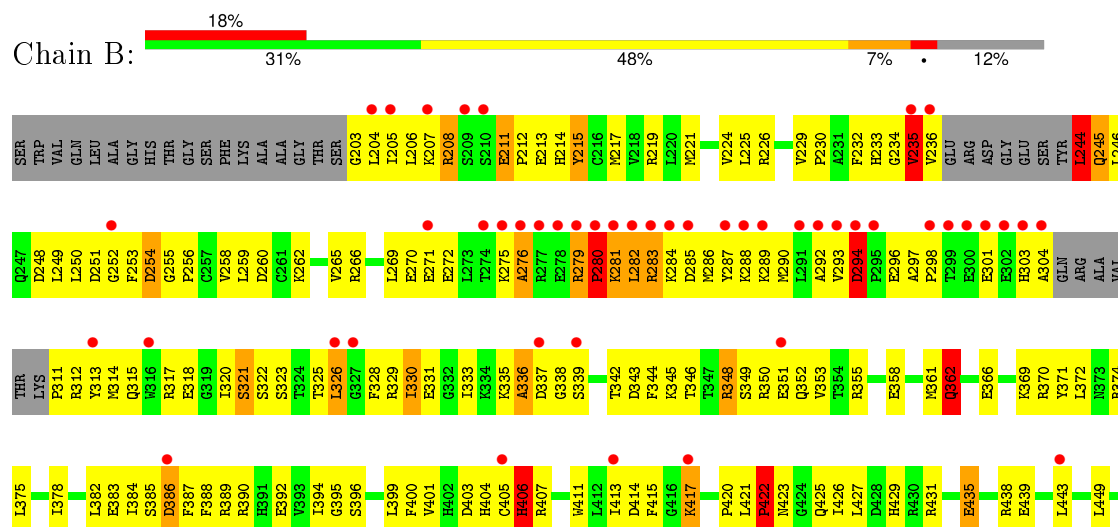 18%
Chain B:
31% 48% 7% • 12%
SER TRP VAL GLN LEU ALA GLY HIS THR GLY SER PHE LYS ALA ALA GLY THR SER G203 L204 I205 L206 K207 R208 S209 S210 E211 P212 E213 H214 Y215 C216 M217 V218 R219 L220 M221 V224 L225 R226 V229 P230 A231 F232 H233 G234 V235 V236 GLU ARG ASP GLY GLU SER TYR L244 Q245 L246
Q247 D248 L249 L250 D251 G252 F253 D254 G255 P256 C257 V258 L259 D260 C261 K262 V265 R266 L269 E270 E271 E272 L273 T274 K275 A276 R277 E278 R279 P280 K281 L282 R283 K284 D285 M286 Y287 K288 K289 M290 L291 A292 V293 D294 P295 E296 A297 P298 T299 E300 E301 E302 H303 A304 GLN ARG ALA VAL
THR LYS P311 R312 Y313 M314 Q315 W316 R317 E318 G319 I320 S321 S322 S323 T324 T325 L326 G327 F328 R329 I330 E331 G332 I333 K334 K335 A336 D337 G338 S339 T342 D343 F344 K345 T346 T347 R348 S349 R350 E351 Q352 V353 T354 R355 E358 M361 Q362 E366 K369 R370 Y371 L372 N373 R374
L375 I378 L382 E383 I384 S385 D386 F387 F388 R389 R390 H391 E392 V393 I394 G395 S396 L399 F400 V401 H402 D403 H404 C405 H406 R407 W411 L412 I413 D414 F415 G416 K417 P420 L421 P422 N423 G424 Q425 I426 L427 D428 H429 R430 R431 E435 R438 E439 L443 L449